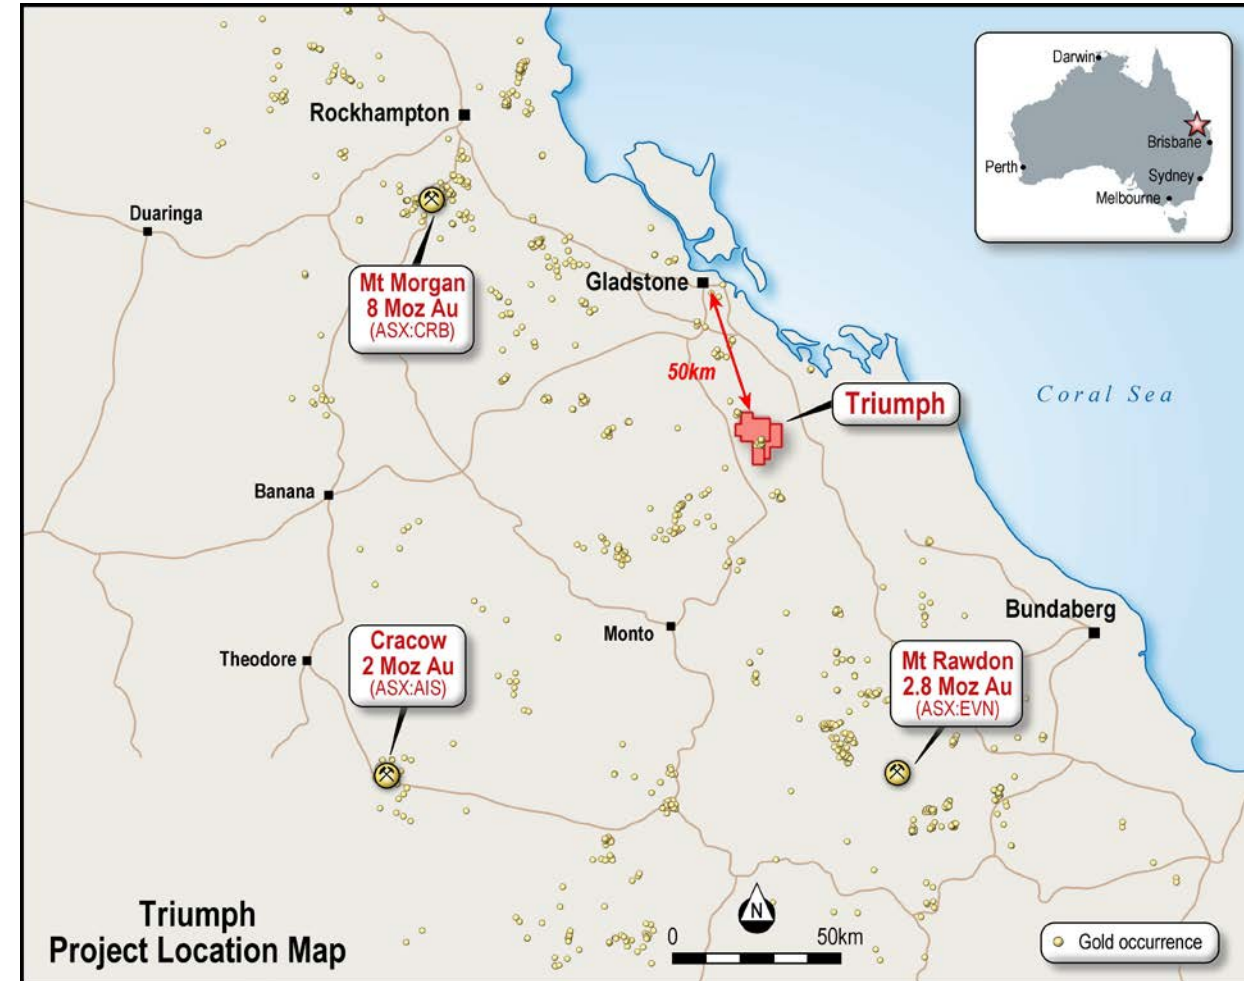 Darwin
Brisbane
Perth
Sydney
Melbourne
Rockhampton
Duaringa
Mt Morgan
8 Moz Au
(ASX:CRB)
Gladstone
50km
Triumph
Coral Sea
Banana
Bundaberg
Monto
Theodore
Cracow
2 Moz Au
(ASX:AIS)
Mt Rawdon
2.8 Moz Au
(ASX:EVN)
Triumph
Project Location Map
N
0 50km
Gold occurrence